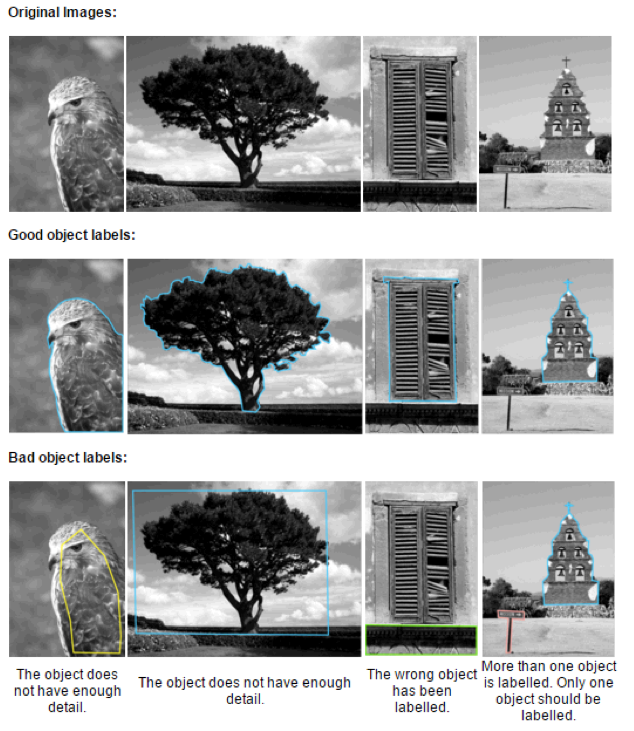 Original Images:
Good object labels:
Bad object labels:
The object does
not have enough
detail.
The object does not have enough
detail.
The wrong object
has been
labelled.
More than one object
is labelled. Only one
object should be
labelled.